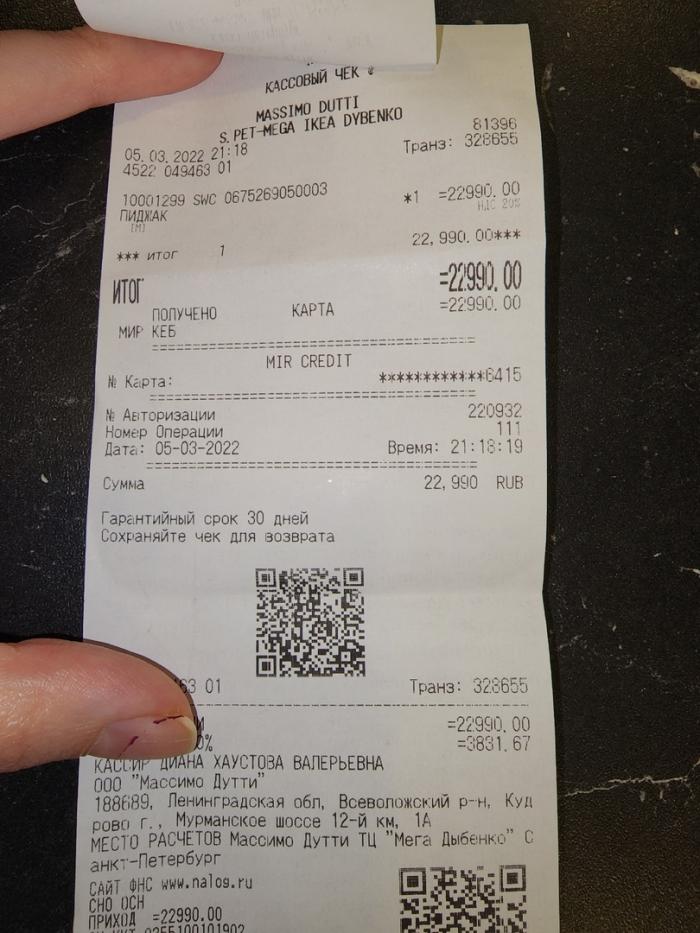 КАССОВЫЙ ЧЕК
MASSIMO DUTTI
S.PET-MEGA IKEA DYBENKO
81396
05.03.2022 21:18
Транз: 328655
4522 049463 01
10001299 SWC 0675269050003 *1 =22990.00
ПИДЖАК НДС 20%
[M]
*** итог 1 22,990.00***
ИТОГ =22990.00
ПОЛУЧЕНО КАРТА =22990.00
МИР КЕБ
==================================
MIR CREDIT
№ Карта: ************6415
==================================
№ Авторизации 220932
Номер Операции 111
Дата: 05-03-2022 Время: 21:18:19
==================================
Сумма 22,990 RUB
Гарантийный срок 30 дней
Сохраняйте чек для возврата
63 01 Транз: 328655
=22990.00
0% =3831.67
КАССИР ДИАНА ХАУСТОВА ВАЛЕРЬЕВНА
ООО "Массимо Дутти"
188689, Ленинградская обл, Всеволожский р-н, Куд
рово г., Мурманское шоссе 12-й км, 1А
МЕСТО РАСЧЕТОВ Массимо Дутти ТЦ "Мега Дыбенко" С
анкт-Петербург
САЙТ ФНС www.nalog.ru
СНО ОСН
ПРИХОД =22990.00